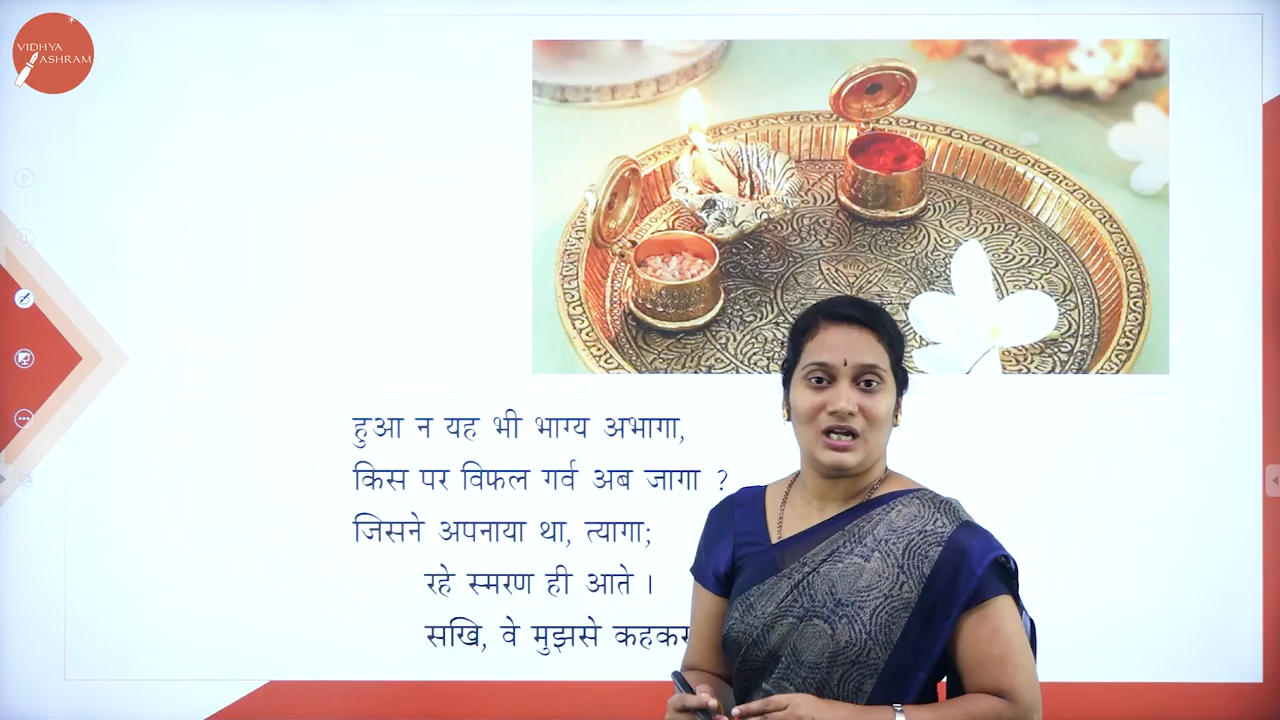 VIDHYA
ASHRAM
हुआ न यह भी भाग्य अभागा,
किस पर विफल गर्व अब जागा ?
जिसने अपनाया था, त्यागा;
रहे स्मरण ही आते ।
सखि, वे मुझसे कहकर